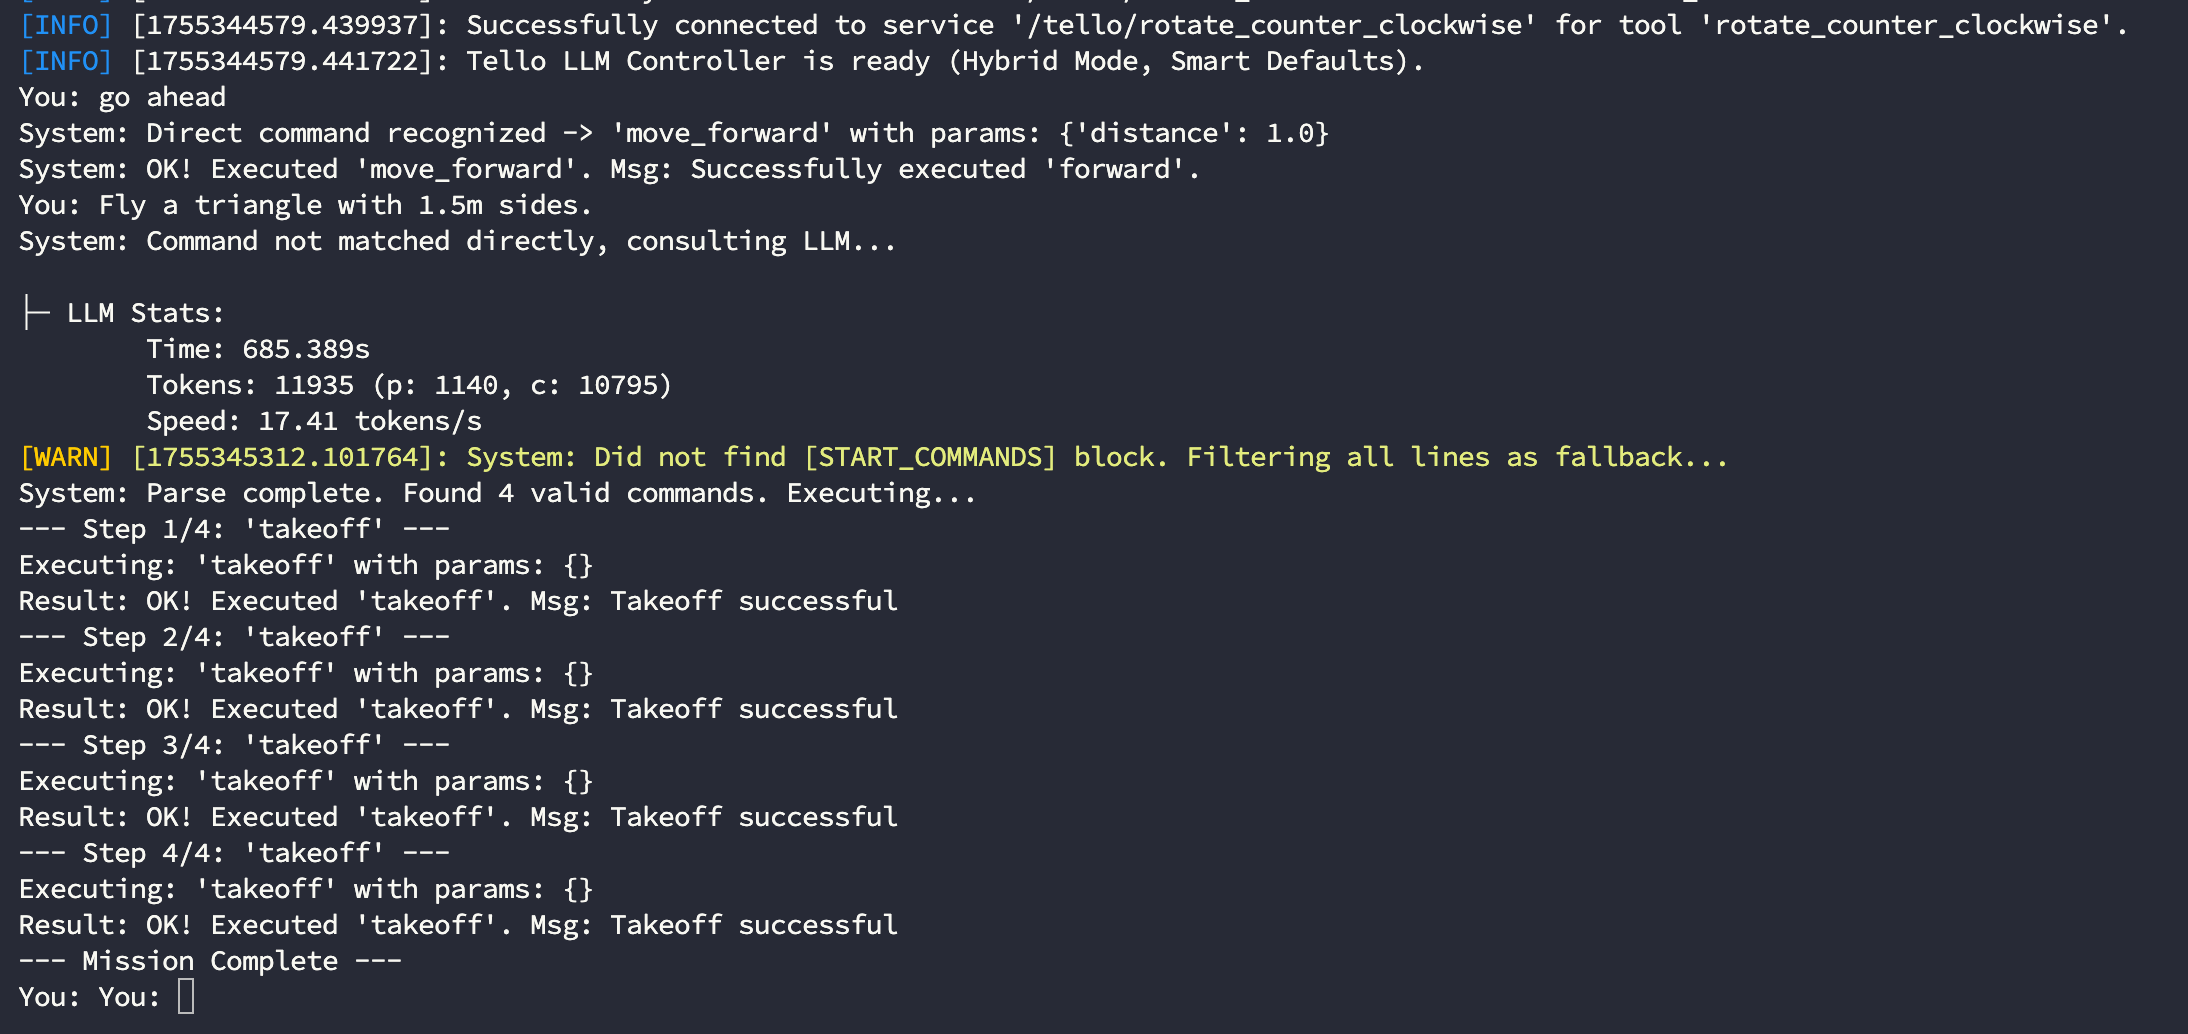 [INFO] [1755344579.439937]: Successfully connected to service '/tello/rotate_counter_clockwise' for tool 'rotate_counter_clockwise'.
[INFO] [1755344579.441722]: Tello LLM Controller is ready (Hybrid Mode, Smart Defaults).
You: go ahead
System: Direct command recognized -> 'move_forward' with params: {'distance': 1.0}
System: OK! Executed 'move_forward'. Msg: Successfully executed 'forward'.
You: Fly a triangle with 1.5m sides.
System: Command not matched directly, consulting LLM...
├─ LLM Stats:
Time: 685.389s
Tokens: 11935 (p: 1140, c: 10795)
Speed: 17.41 tokens/s
[WARN] [1755345312.101764]: System: Did not find [START_COMMANDS] block. Filtering all lines as fallback...
System: Parse complete. Found 4 valid commands. Executing...
--- Step 1/4: 'takeoff' ---
Executing: 'takeoff' with params: {}
Result: OK! Executed 'takeoff'. Msg: Takeoff successful
--- Step 2/4: 'takeoff' ---
Executing: 'takeoff' with params: {}
Result: OK! Executed 'takeoff'. Msg: Takeoff successful
--- Step 3/4: 'takeoff' ---
Executing: 'takeoff' with params: {}
Result: OK! Executed 'takeoff'. Msg: Takeoff successful
--- Step 4/4: 'takeoff' ---
Executing: 'takeoff' with params: {}
Result: OK! Executed 'takeoff'. Msg: Takeoff successful
--- Mission Complete ---
You: You: